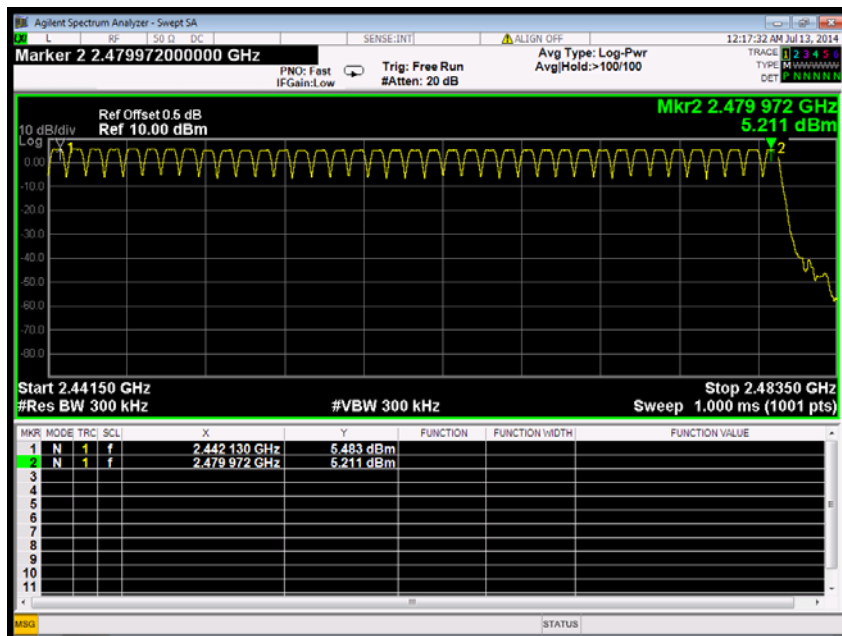 Agilent Spectrum Analyzer - Swept SA
LXI L RF 50 Ω DC SENSE:INT ALIGN OFF 12:17:32 AM Jul 13, 2014
Marker 2 2.479972000000 GHz
PNO: Fast
IFGain:Low
Trig: Free Run
#Atten: 20 dB
Avg Type: Log-Pwr
Avg|Hold:>100/100
TRACE 1 2 3 4 5 6
TYPE M WWWWW
DET P N N N N N
Mkr2 2.479 972 GHz
5.211 dBm
Ref Offset 0.5 dB
10 dB/div Ref 10.00 dBm
Log
1
2
0.00
-10.0
-20.0
-30.0
-40.0
-50.0
-60.0
-70.0
-80.0
Start 2.44150 GHz Stop 2.48350 GHz
#Res BW 300 kHz #VBW 300 kHz Sweep 1.000 ms (1001 pts)
MKR MODE TRC SCL X Y FUNCTION FUNCTION WIDTH FUNCTION VALUE
1 N 1 f 2.442 130 GHz 5.483 dBm
2 N 1 f 2.479 972 GHz 5.211 dBm
3
4
5
6
7
8
9
10
11
MSG STATUS